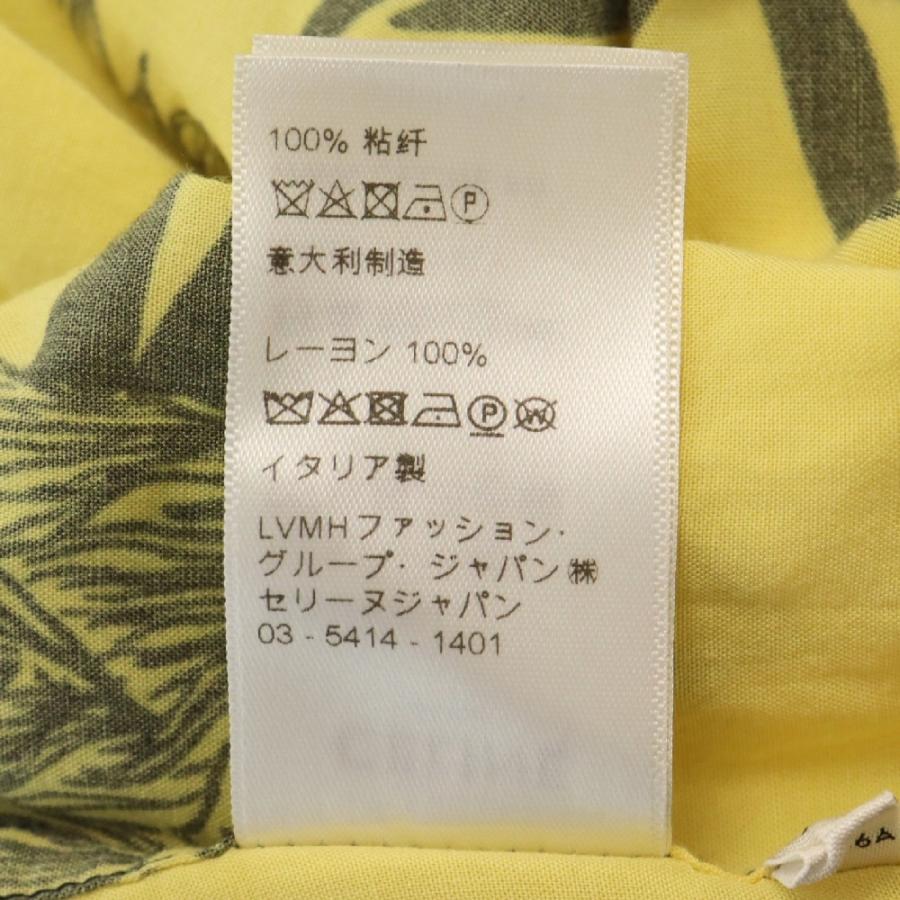 100% 粘纤
P
意大利制造
レーヨン 100%
P W
イタリア製
LVMHファッション・
グループ・ジャパン㈱
セリーヌジャパン
03 - 5414 - 1401